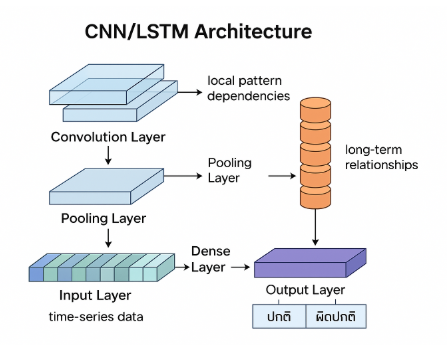 CNN/LSTM Architecture
local pattern
dependencies
Convolution Layer
Pooling
Layer
long-term
relationships
Pooling Layer
Dense
Layer
Input Layer
Output Layer
time-series data
ปกติ
ผิดปกติ